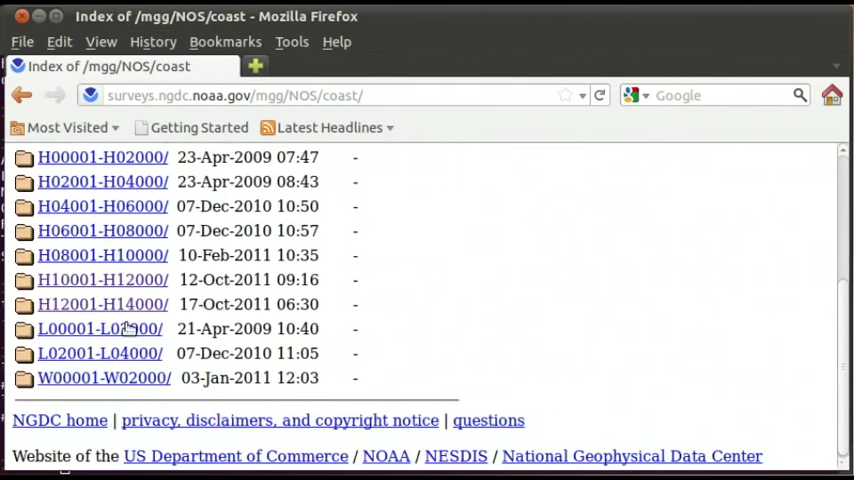 Index of /mgg/NOS/coast - Mozilla Firefox
File Edit View History Bookmarks Tools Help
Index of /mgg/NOS/coast
surveys.ngdc.noaa.gov/mgg/NOS/coast/ Google
Most Visited Getting Started Latest Headlines
H00001-H02000/ 23-Apr-2009 07:47 -
H02001-H04000/ 23-Apr-2009 08:43 -
H04001-H06000/ 07-Dec-2010 10:50 -
H06001-H08000/ 07-Dec-2010 10:57 -
H08001-H10000/ 10-Feb-2011 10:35 -
H10001-H12000/ 12-Oct-2011 09:16 -
H12001-H14000/ 17-Oct-2011 06:30 -
L00001-L02000/ 21-Apr-2009 10:40 -
L02001-L04000/ 07-Dec-2010 11:05 -
W00001-W02000/ 03-Jan-2011 12:03 -
NGDC home | privacy, disclaimers, and copyright notice | questions
Website of the US Department of Commerce / NOAA / NESDIS / National Geophysical Data Center